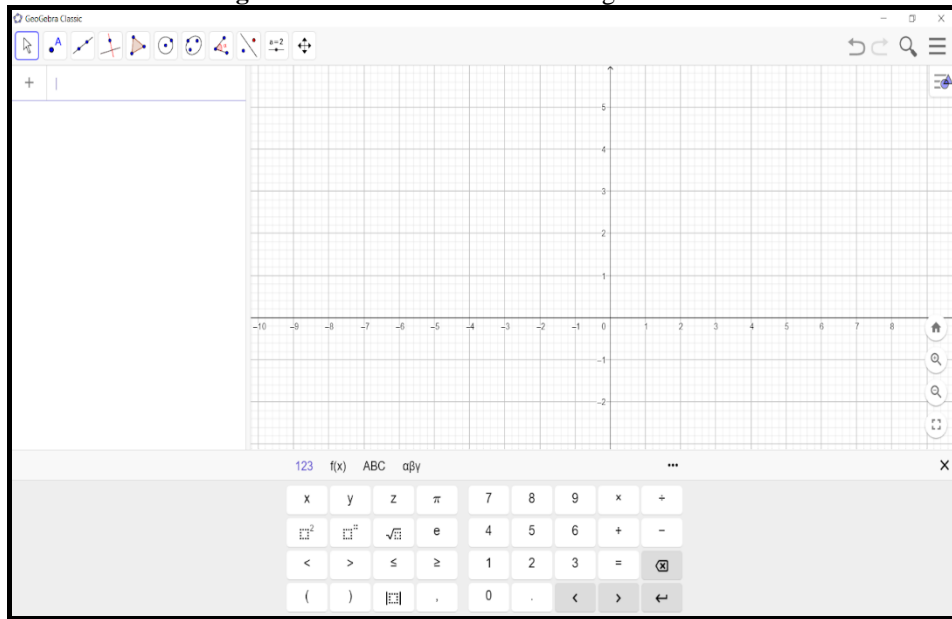 GeoGebra Classic
A
a=2
+
5
4
3
2
1
-10 -9 -8 -7 -6 -5 -4 -3 -2 -1 0 1 2 3 4 5 6 7 8
-1
-2
123 f(x) ABC αβγ ... X
x y z π 7 8 9 × ÷
2 √ e 4 5 6 + −
< > ≤ ≥ 1 2 3 =
( ) , 0 . < >